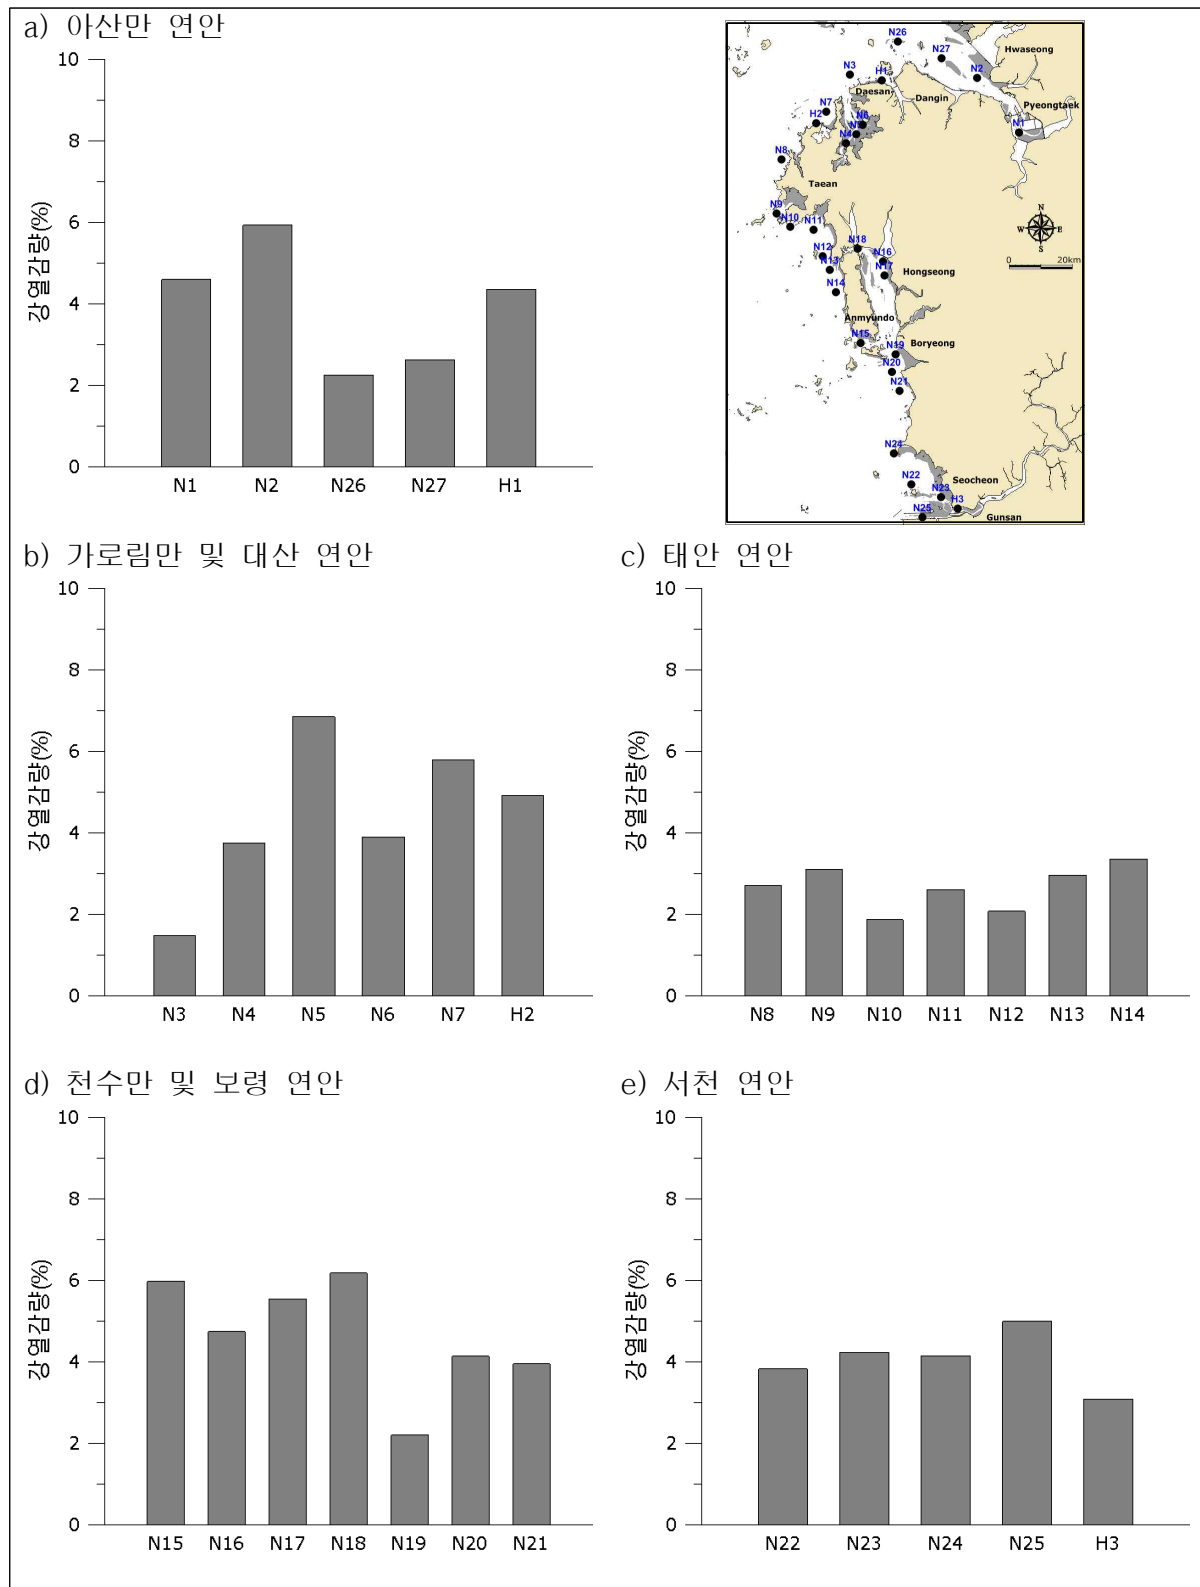 a) 아산만 연안
10
8
6
4
2
0
강열감량(%)
N1 N2 N26 N27 H1
N26
N27
Hwaseong
N2
N3
H1
Daesan
Dangin
Pyeongtaek
N7
H2
N6
N4
N1
N8
Taean
N9
N10
N11
N
W E
S
N18
N12
N16
N13
N17
Hongseong
0 20km
N14
Anmyundo
N15
Boryeong
N19
N20
N21
N24
N22
Seocheon
N23
H3
N25
Gunsan
b) 가로림만 및 대산 연안
10
8
6
4
2
0
강열감량(%)
N3 N4 N5 N6 N7 H2
c) 태안 연안
10
8
6
4
2
0
강열감량(%)
N8 N9 N10 N11 N12 N13 N14
d) 천수만 및 보령 연안
10
8
6
4
2
0
강열감량(%)
N15 N16 N17 N18 N19 N20 N21
e) 서천 연안
10
8
6
4
2
0
강열감량(%)
N22 N23 N24 N25 H3